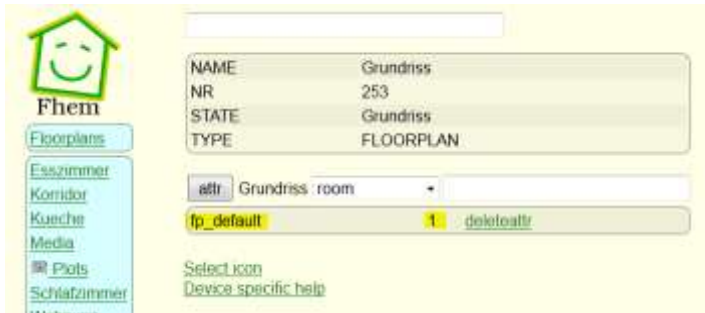 Fhem
Floorplans
Esszimmer
Korridor
Kueche
Media
Plots
Schlafzimmer
NAME Grundriss
NR 253
STATE Grundriss
TYPE FLOORPLAN
attr Grundriss room
fp_default 1 deleteattr
Select icon
Device specific help